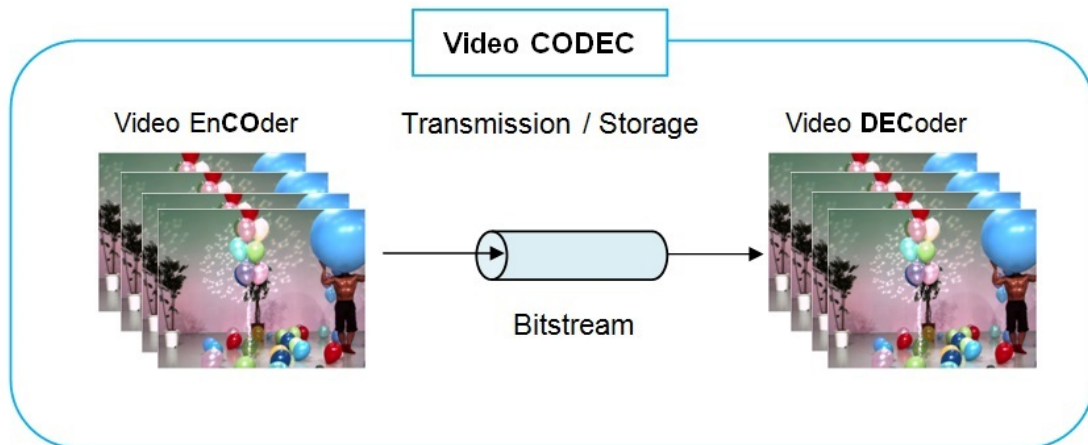 Video CODEC
Video EnCOder
Transmission / Storage
Video DECoder
Bitstream